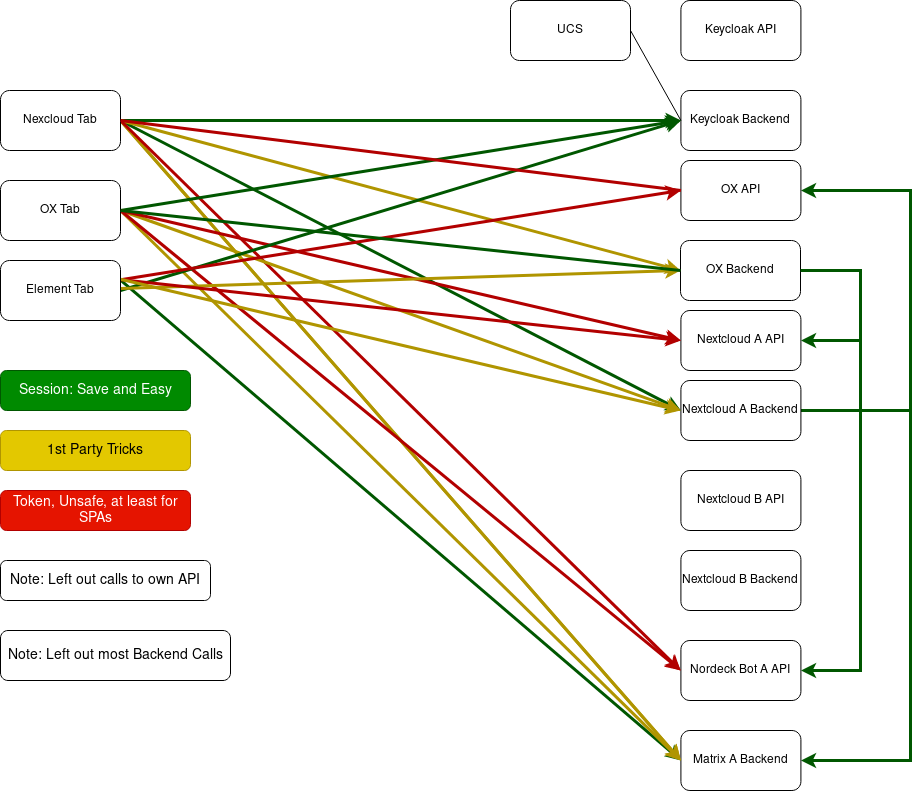 UCS
Keycloak API
Nexcloud Tab
Keycloak Backend
OX Tab
OX API
Element Tab
OX Backend
Nextcloud A API
Session: Save and Easy
Nextcloud A Backend
1st Party Tricks
Token, Unsafe, at least for
SPAs
Nextcloud B API
Note: Left out calls to own API
Nextcloud B Backend
Note: Left out most Backend Calls
Nordeck Bot A API
Matrix A Backend